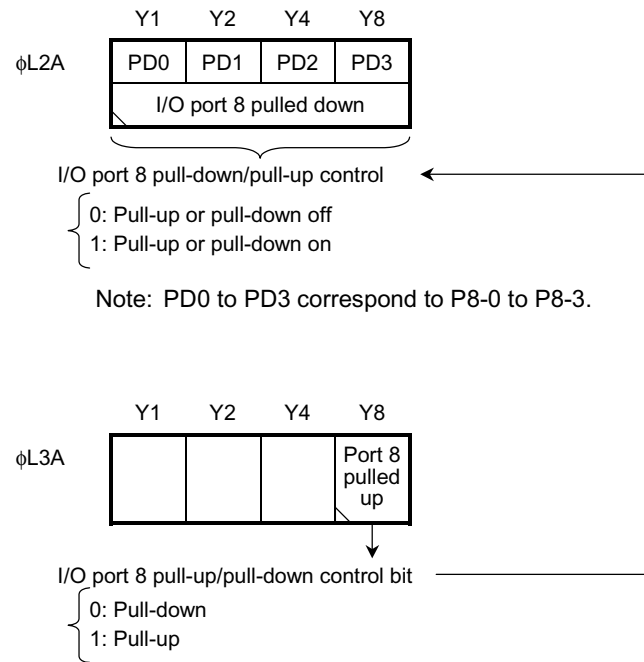 Y1 Y2 Y4 Y8
ϕL2A PD0 PD1 PD2 PD3
I/O port 8 pulled down
I/O port 8 pull-down/pull-up control
0: Pull-up or pull-down off
1: Pull-up or pull-down on
Note: PD0 to PD3 correspond to P8-0 to P8-3.
Y1 Y2 Y4 Y8
ϕL3A
Port 8
pulled
up
I/O port 8 pull-up/pull-down control bit
0: Pull-down
1: Pull-up